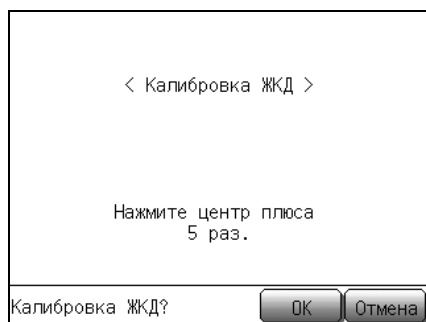 < Калибровка ЖКД >
Нажмите центр плюса
5 раз.
Калибровка ЖКД? OK Отмена